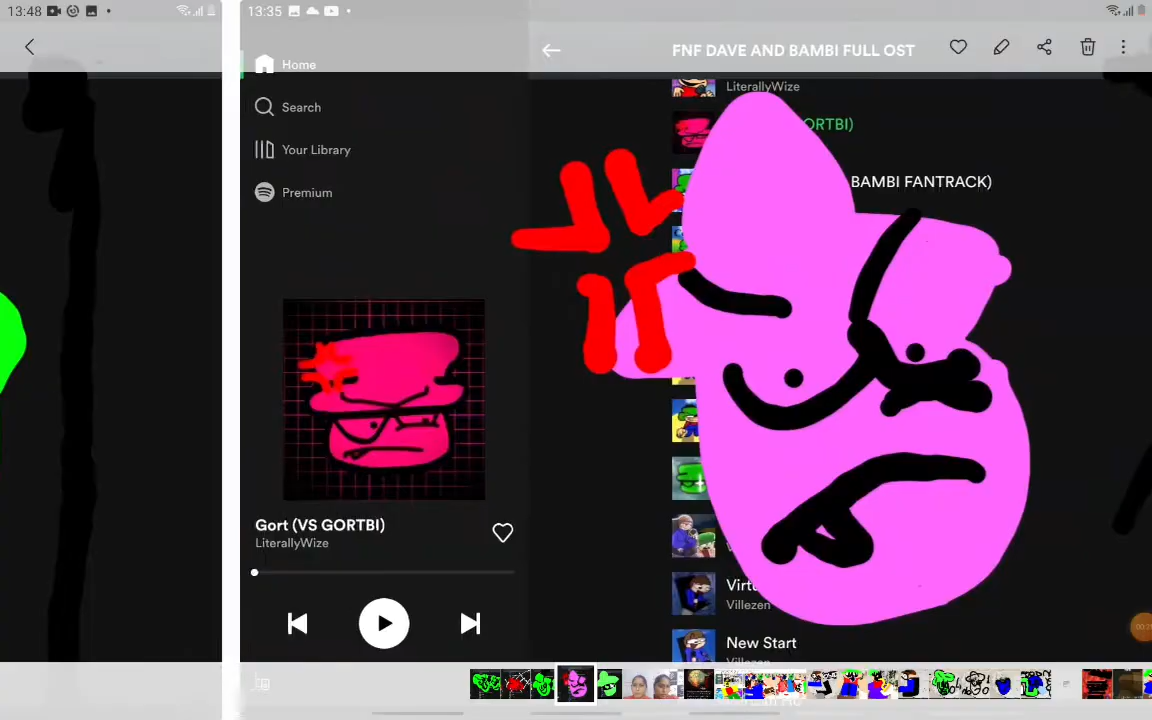 13:48
13:35
Home
Search
Your Library
Premium
FNF DAVE AND BAMBI FULL OST
LiterallyWize
ORTBI)
BAMBI FANTRACK)
Gort (VS GORTBI)
LiterallyWize
Virtu
Villezen
New Start
Villezen